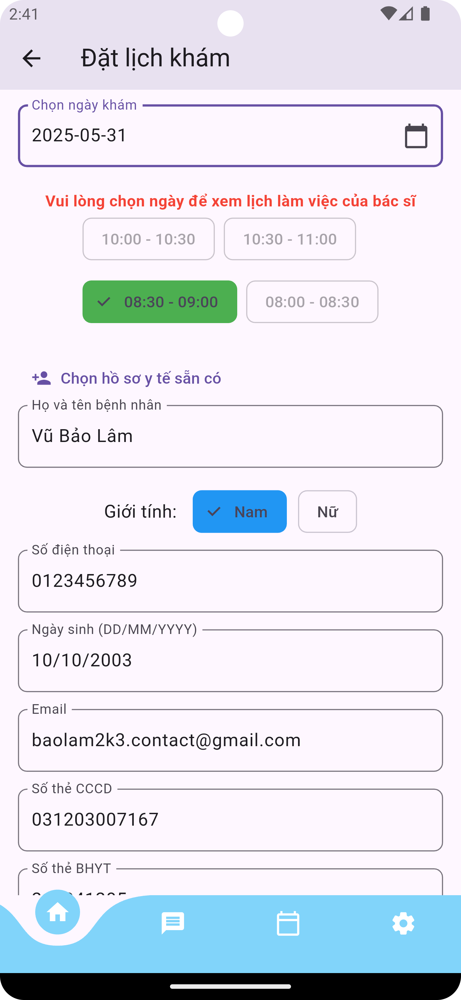 2:41
Đặt lịch khám
Chọn ngày khám
2025-05-31
Vui lòng chọn ngày để xem lịch làm việc của bác sĩ
10:00 - 10:30 10:30 - 11:00
08:30 - 09:00 08:00 - 08:30
Chọn hồ sơ y tế sẵn có
Họ và tên bệnh nhân
Vũ Bảo Lâm
Giới tính: Nam Nữ
Số điện thoại
0123456789
Ngày sinh (DD/MM/YYYY)
10/10/2003
Email
baolam2k3.contact@gmail.com
Số thẻ CCCD
031203007167
Số thẻ BHYT